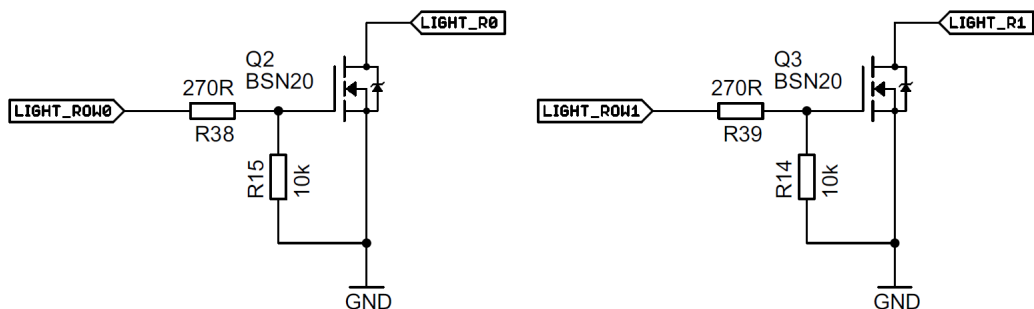 LIGHT_R0
Q2
BSN20
270R
LIGHT_ROW0
R38
R15
10k
GND
LIGHT_R1
Q3
BSN20
270R
LIGHT_ROW1
R39
R14
10k
GND